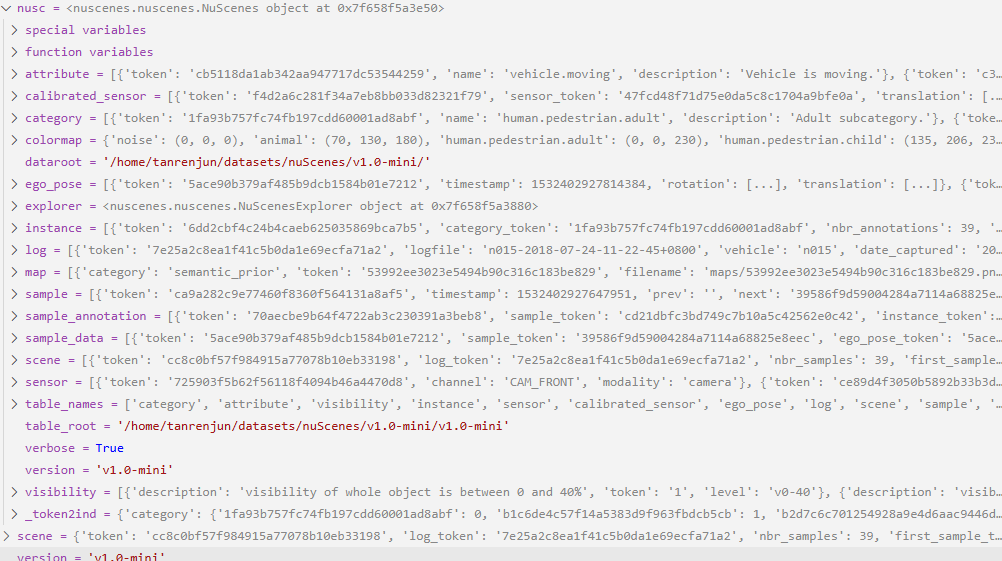 nusc = <nuscenes.nuscenes.NuScenes object at 0x7f658f5a3e50>
special variables
function variables
attribute = [{'token': 'cb5118da1ab342aa947717dc53544259', 'name': 'vehicle.moving', 'description': 'Vehicle is moving.'}, {'token': 'c3…
calibrated_sensor = [{'token': 'f4d2a6c281f34a7eb8bb033d82321f79', 'sensor_token': '47fcd48f71d75e0da5c8c1704a9bfe0a', 'translation': [...
category = [{'token': '1fa93b757fc74fb197cdd60001ad8abf', 'name': 'human.pedestrian.adult', 'description': 'Adult subcategory.'}, {'toke…
colormap = {'noise': (0, 0, 0), 'animal': (70, 130, 180), 'human.pedestrian.adult': (0, 0, 230), 'human.pedestrian.child': (135, 206, 23…
dataroot = '/home/tanrenjun/datasets/nuScenes/v1.0-mini/'
ego_pose = [{'token': '5ace90b379af485b9dcb1584b01e7212', 'timestamp': 1532402927814384, 'rotation': [...], 'translation': [...]}, {'tok…
explorer = <nuscenes.nuscenes.NuScenesExplorer object at 0x7f658f5a3880>
instance = [{'token': '6dd2cbf4c24b4caeb625035869bca7b5', 'category_token': '1fa93b757fc74fb197cdd60001ad8abf', 'nbr_annotations': 39, '…
log = [{'token': '7e25a2c8ea1f41c5b0da1e69ecfa71a2', 'logfile': 'n015-2018-07-24-11-22-45+0800', 'vehicle': 'n015', 'date_captured': '20…
map = [{'category': 'semantic_prior', 'token': '53992ee3023e5494b90c316c183be829', 'filename': 'maps/53992ee3023e5494b90c316c183be829.pn…
sample = [{'token': 'ca9a282c9e77460f8360f564131a8af5', 'timestamp': 1532402927647951, 'prev': '', 'next': '39586f9d59004284a7114a68825e…
sample_annotation = [{'token': '70aecbe9b64f4722ab3c230391a3beb8', 'sample_token': 'cd21dbfc3bd749c7b10a5c42562e0c42', 'instance_token':…
sample_data = [{'token': '5ace90b379af485b9dcb1584b01e7212', 'sample_token': '39586f9d59004284a7114a68825e8eec', 'ego_pose_token': '5ace…
scene = [{'token': 'cc8c0bf57f984915a77078b10eb33198', 'log_token': '7e25a2c8ea1f41c5b0da1e69ecfa71a2', 'nbr_samples': 39, 'first_sample…
sensor = [{'token': '725903f5b62f56118f4094b46a4470d8', 'channel': 'CAM_FRONT', 'modality': 'camera'}, {'token': 'ce89d4f3050b5892b33b3d…
table_names = ['category', 'attribute', 'visibility', 'instance', 'sensor', 'calibrated_sensor', 'ego_pose', 'log', 'scene', 'sample', '…
table_root = '/home/tanrenjun/datasets/nuScenes/v1.0-mini/v1.0-mini'
verbose = True
version = 'v1.0-mini'
visibility = [{'description': 'visibility of whole object is between 0 and 40%', 'token': '1', 'level': 'v0-40'}, {'description': 'visib…
_token2ind = {'category': {'1fa93b757fc74fb197cdd60001ad8abf': 0, 'b1c6de4c57f14a5383d9f963fbdcb5cb': 1, 'b2d7c6c701254928a9e4d6aac9446d…
scene = {'token': 'cc8c0bf57f984915a77078b10eb33198', 'log_token': '7e25a2c8ea1f41c5b0da1e69ecfa71a2', 'nbr_samples': 39, 'first_sample_t…
version = 'v1.0-mini'